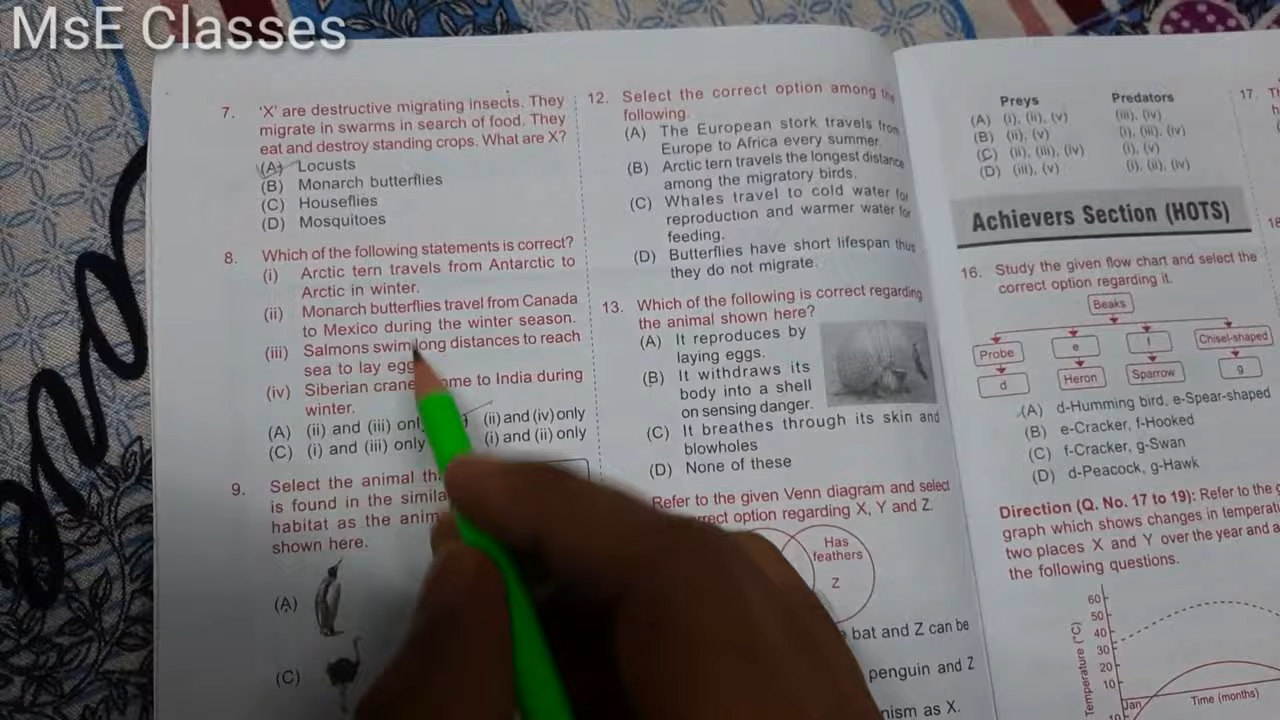 MsE Classes
7. 'X' are destructive migrating insects. They
migrate in swarms in search of food. They
eat and destroy standing crops. What are X?
(A) Locusts
(B) Monarch butterflies
(C) Houseflies
(D) Mosquitoes
8. Which of the following statements is correct?
(i) Arctic tern travels from Antarctic to
Arctic in winter.
(ii) Monarch butterflies travel from Canada
to Mexico during the winter season.
(iii) Salmons swim long distances to reach
sea to lay
(iv) Siberian to India during
winter.
(A) (ii) and (iii) (ii) and (iv) only
(C) (i) and (iii) only (i) and (ii) only
9. Select the animal
is found in the
habitat as the
shown here.
(A)
(C)
12. Select the correct option among
following.
(A) The European stork travels from
Europe to Africa every summer.
(B) Arctic tern travels the longest distance
among the migratory birds.
(C) Whales travel to cold water for
reproduction and warmer water for
feeding.
(D) Butterflies have short lifespan thus
they do not migrate.
13. Which of the following is correct regarding
the animal shown here?
(A) It reproduces by
laying eggs.
(B) It withdraws its
body into a shell
on sensing danger.
(C) It breathes through its skin and
blowholes
(D) None of these
Refer to the given Venn diagram and select
option regarding X, Y and Z.
Has
feathers
Z
bat and Z can be
penguin and Z
as X.
Preys Predators
(A) (i), (ii), (v) (iii), (iv)
(B) (ii), (v) (i), (iii), (iv)
(C) (ii), (iii), (iv) (i), (v)
(D) (iii), (v) (i), (ii), (iv)
Achievers Section (HOTS)
16. Study the given flow chart and select the
correct option regarding it.
Beaks
Probe e f Chisel-shaped
d Heron Sparrow g
(A) d-Humming bird, e-Spear-shaped
(B) e-Cracker, f-Hooked
(C) f-Cracker, g-Swan
(D) d-Peacock, g-Hawk
Direction (Q. No. 17 to 19): Refer to the
graph which shows changes in
two places X and Y over the year and
the following questions.
Temperature (°C)
60
50
40
30
20
10
Jan
Time (months)
10
17.